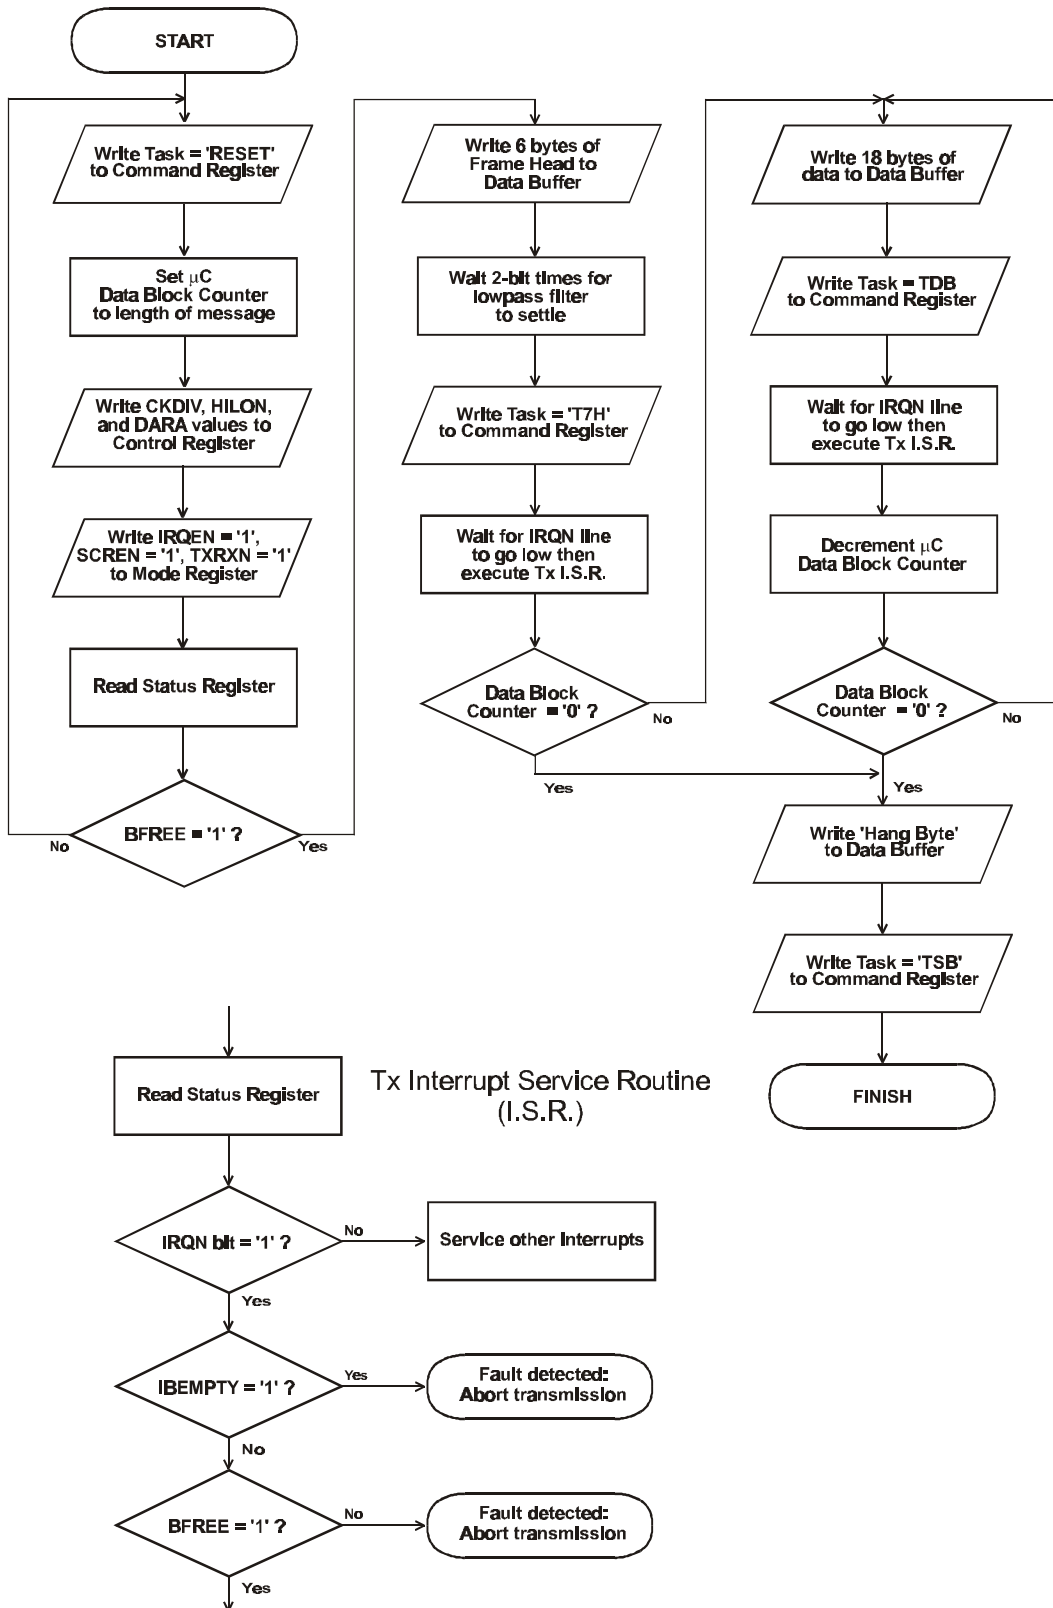 START
Write Task = 'RESET'
to Command Register
Set µC
Data Block Counter
to length of message
Write CKDIV, HILON,
and DARA values to
Control Register
Write IRQEN = '1',
SCREN = '1', TXRXN = '1'
to Mode Register
Read Status Register
BFREE = '1' ?
No
Yes
Write 6 bytes of
Frame Head to
Data Buffer
Wait 2-bit times for
lowpass filter
to settle
Write Task = 'T7H'
to Command Register
Wait for IRQN line
to go low then
execute Tx I.S.R.
Data Block
Counter = '0' ?
No
Yes
Write 18 bytes of
data to Data Buffer
Write Task = TDB
to Command Register
Wait for IRQN line
to go low then
execute Tx I.S.R.
Decrement µC
Data Block Counter
Data Block
Counter = '0' ?
No
Yes
Write 'Hang Byte'
to Data Buffer
Write Task = 'TSB'
to Command Register
FINISH
Tx Interrupt Service Routine
(I.S.R.)
Read Status Register
IRQN bit = '1' ?
No
Service other Interrupts
Yes
IBEMPTY = '1' ?
Yes
Fault detected:
Abort transmission
No
BFREE = '1' ?
No
Fault detected:
Abort transmission
Yes